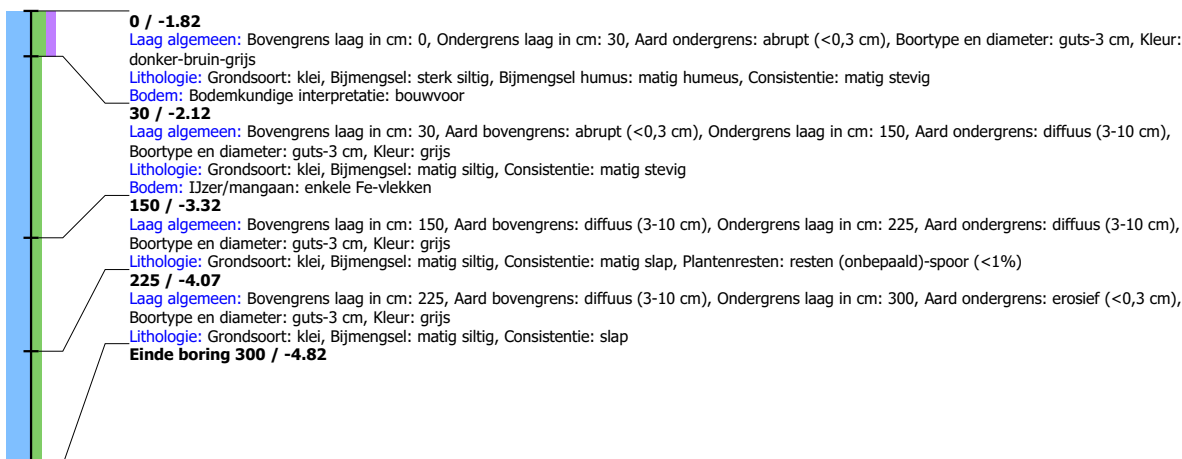 0 / -1.82
Laag algemeen: Bovengrens laag in cm: 0, Ondergrens laag in cm: 30, Aard ondergrens: abrupt (<0,3 cm), Boortype en diameter: guts-3 cm, Kleur:
donker-bruin-grijs
Lithologie: Grondsoort: klei, Bijmengsel: sterk siltig, Bijmengsel humus: matig humeus, Consistentie: matig stevig
Bodem: Bodemkundige interpretatie: bouwvoor
30 / -2.12
Laag algemeen: Bovengrens laag in cm: 30, Aard bovengrens: abrupt (<0,3 cm), Ondergrens laag in cm: 150, Aard ondergrens: diffuus (3-10 cm),
Boortype en diameter: guts-3 cm, Kleur: grijs
Lithologie: Grondsoort: klei, Bijmengsel: matig siltig, Consistentie: matig stevig
Bodem: IJzer/mangaan: enkele Fe-vlekken
150 / -3.32
Laag algemeen: Bovengrens laag in cm: 150, Aard bovengrens: diffuus (3-10 cm), Ondergrens laag in cm: 225, Aard ondergrens: diffuus (3-10 cm),
Boortype en diameter: guts-3 cm, Kleur: grijs
Lithologie: Grondsoort: klei, Bijmengsel: matig siltig, Consistentie: matig slap, Plantenresten: resten (onbepaald)-spoor (<1%)
225 / -4.07
Laag algemeen: Bovengrens laag in cm: 225, Aard bovengrens: diffuus (3-10 cm), Ondergrens laag in cm: 300, Aard ondergrens: erosief (<0,3 cm),
Boortype en diameter: guts-3 cm, Kleur: grijs
Lithologie: Grondsoort: klei, Bijmengsel: matig siltig, Consistentie: slap
Einde boring 300 / -4.82